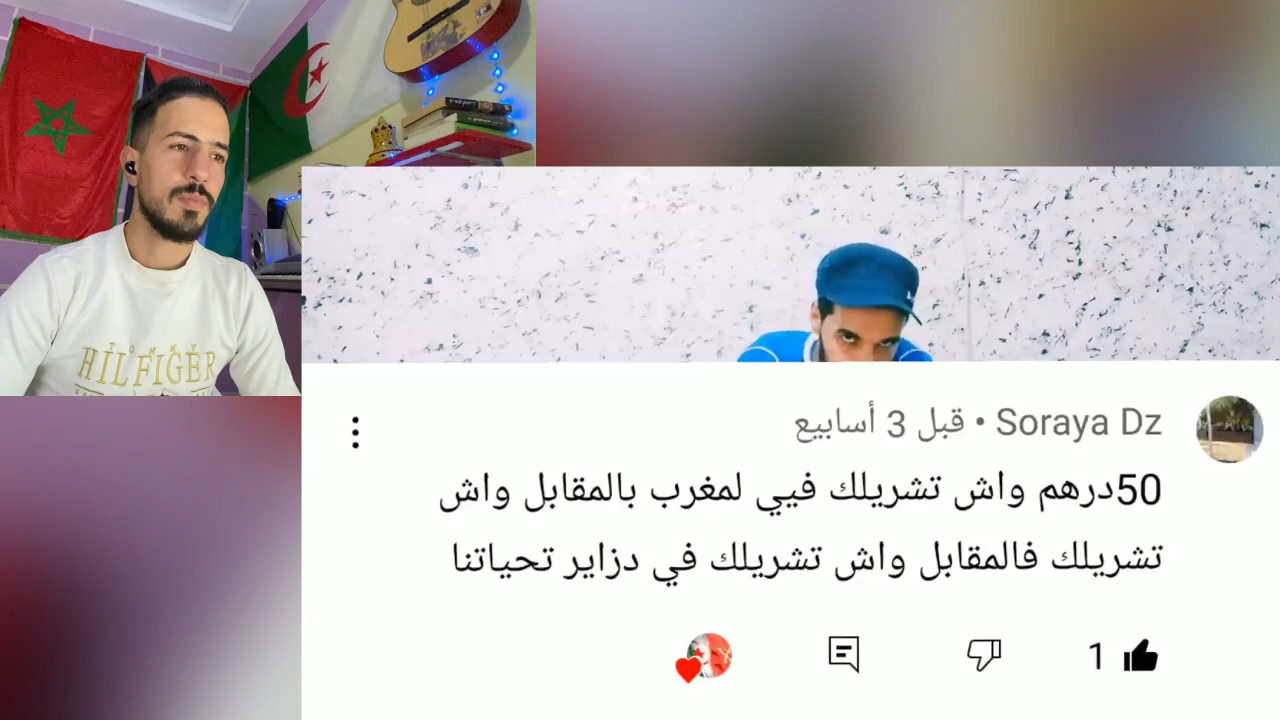 TOMMY
HILFIGER
Soraya Dz • قبل 3 أسابيع
50درهم واش تشريلك فيي لمغرب بالمقابل واش
تشريلك فالمقابل واش تشريلك في دزاير تحياتنا
1